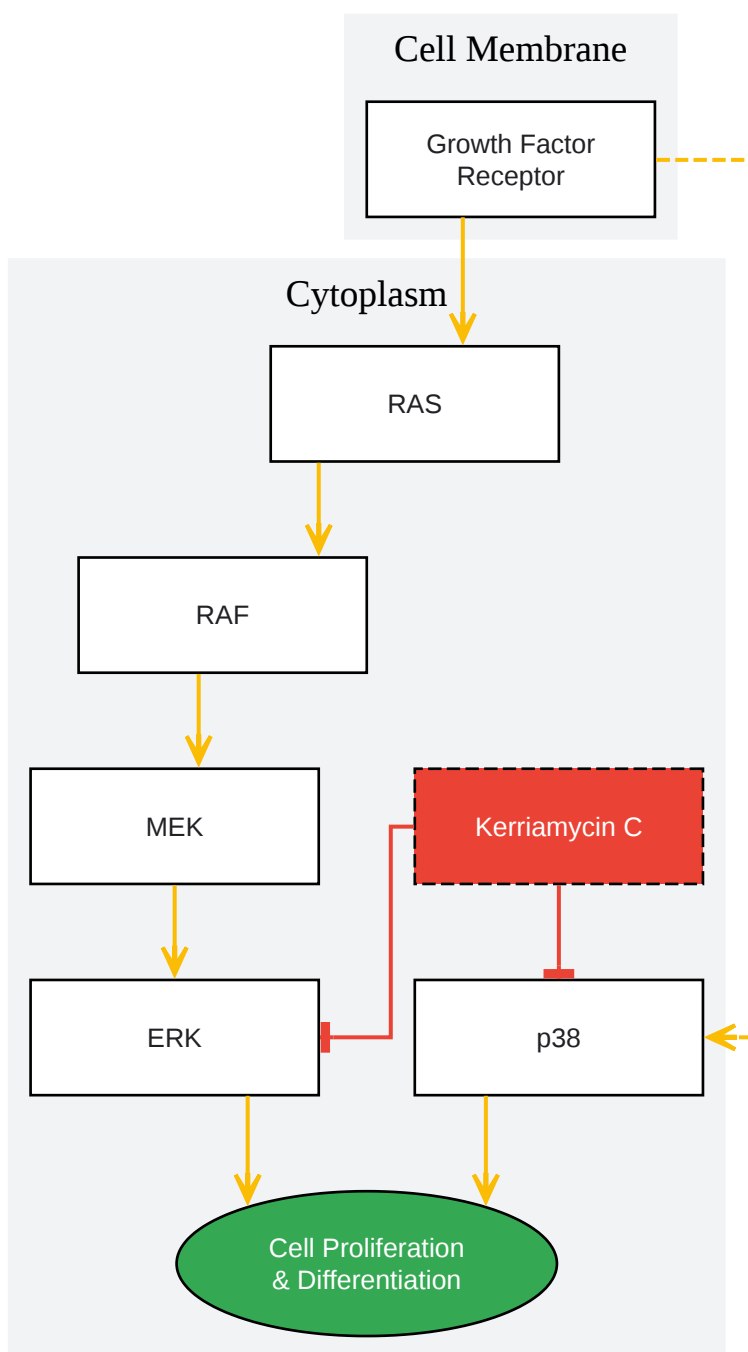 Cell Membrane
Growth Factor
Receptor
Cytoplasm
RAS
RAF
MEK
Kerriamycin C
ERK
p38
Cell Proliferation
& Differentiation